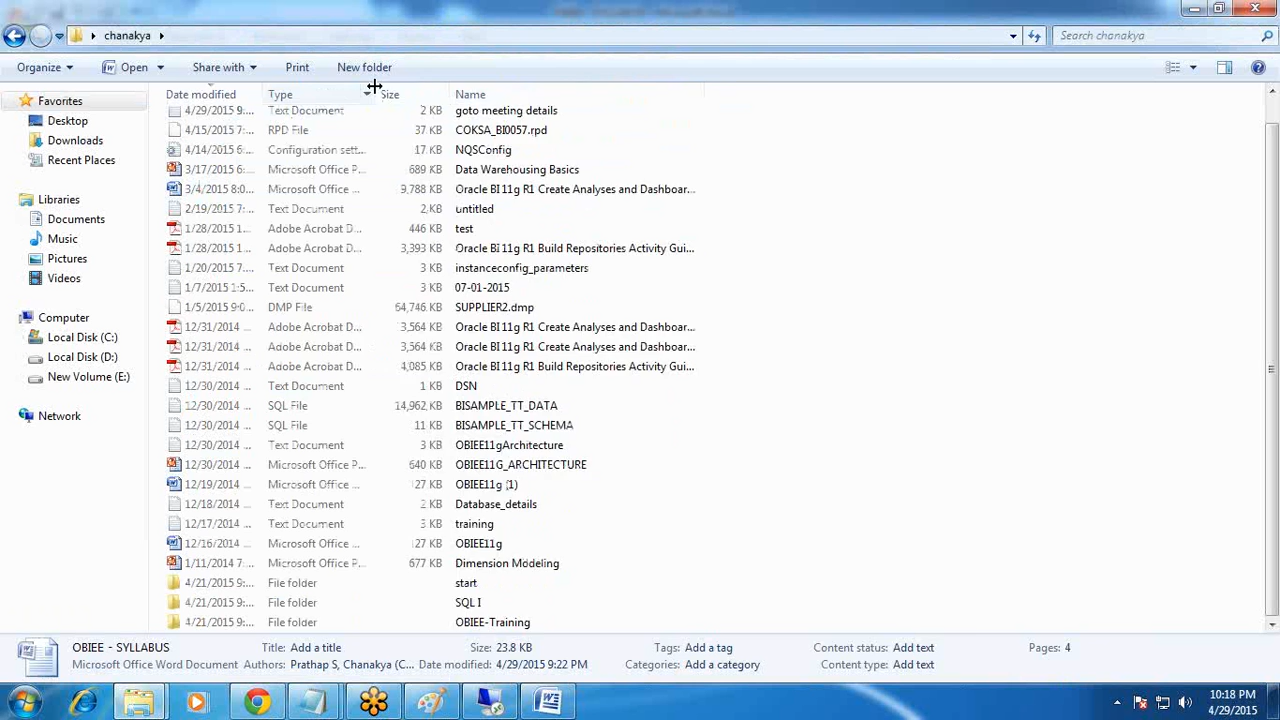 chanakya
Search chanakya
Organize Open Share with Print New folder
Date modified Type Size Name
4/29/2015 9:... Text Document 2 KB goto meeting details
4/15/2015 7:... RPD File 37 KB COKSA_BI0057.rpd
4/14/2015 6:... Configuration sett... 17 KB NQSConfig
3/17/2015 6:... Microsoft Office P... 689 KB Data Warehousing Basics
3/4/2015 8:0... Microsoft Office ... 9,788 KB Oracle BI 11g R1 Create Analyses and Dashboar...
2/19/2015 7:... Text Document 2 KB untitled
1/28/2015 1... Adobe Acrobat D... 446 KB test
1/28/2015 1... Adobe Acrobat D... 3,393 KB Oracle BI 11g R1 Build Repositories Activity Gui...
1/20/2015 7:... Text Document 3 KB instanceconfig_parameters
1/7/2015 1:5... Text Document 3 KB 07-01-2015
1/5/2015 9:0... DMP File 64,746 KB SUPPLIER2.dmp
12/31/2014 ... Adobe Acrobat D... 3,564 KB Oracle BI 11g R1 Create Analyses and Dashboar...
12/31/2014 ... Adobe Acrobat D... 3,564 KB Oracle BI 11g R1 Create Analyses and Dashboar...
12/31/2014 ... Adobe Acrobat D... 4,085 KB Oracle BI 11g R1 Build Repositories Activity Gui...
12/30/2014 ... Text Document 1 KB DSN
12/30/2014 ... SQL File 14,962 KB BISAMPLE_TT_DATA
12/30/2014 ... SQL File 11 KB BISAMPLE_TT_SCHEMA
12/30/2014 ... Text Document 3 KB OBIEE11gArchitecture
12/30/2014 ... Microsoft Office P... 640 KB OBIEE11G_ARCHITECTURE
12/19/2014 ... Microsoft Office ... 127 KB OBIEE11g (1)
12/18/2014 ... Text Document 2 KB Database_details
12/17/2014 ... Text Document 3 KB training
12/16/2014 ... Microsoft Office ... 127 KB OBIEE11g
1/11/2014 7:... Microsoft Office P... 677 KB Dimension Modeling
4/21/2015 9:... File folder start
4/21/2015 9:... File folder SQL I
4/21/2015 9:... File folder OBIEE-Training
Favorites
Desktop
Downloads
Recent Places
Libraries
Documents
Music
Pictures
Videos
Computer
Local Disk (C:)
Local Disk (D:)
New Volume (E:)
Network
OBIEE - SYLLABUS Title: Add a title Size: 23.8 KB Tags: Add a tag Content status: Add text Pages: 4
Microsoft Office Word Document Authors: Prathap S, Chanakya (C... Date modified: 4/29/2015 9:22 PM Categories: Add a category Content type: Add text
10:18 PM
4/29/2015